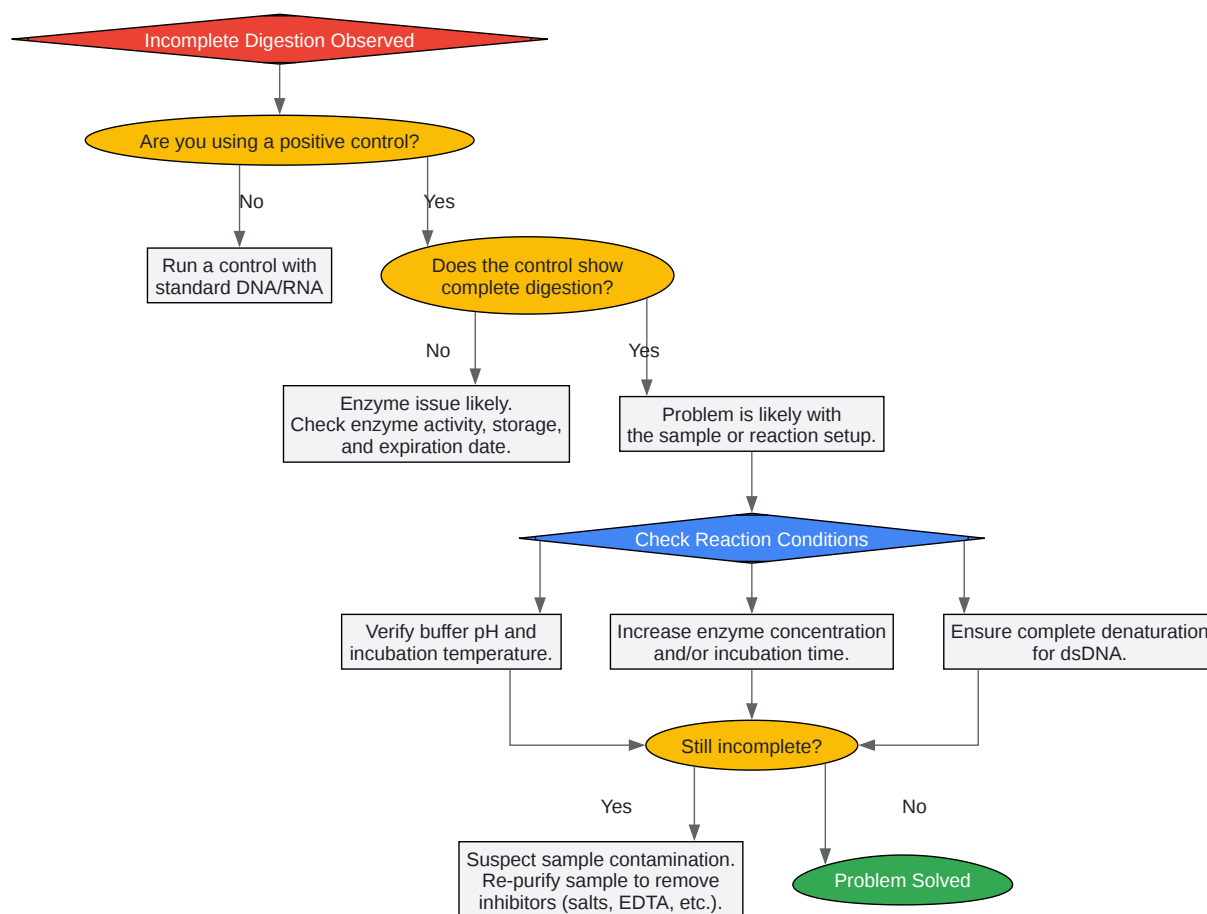 Incomplete Digestion Observed
Are you using a positive control?
No
Yes
Run a control with
standard DNA/RNA
Does the control show
complete digestion?
No
Yes
Enzyme issue likely.
Check enzyme activity, storage,
and expiration date.
Problem is likely with
the sample or reaction setup.
Check Reaction Conditions
Verify buffer pH and
incubation temperature.
Increase enzyme concentration
and/or incubation time.
Ensure complete denaturation
for dsDNA.
Still incomplete?
Yes
No
Suspect sample contamination.
Re-purify sample to remove
inhibitors (salts, EDTA, etc.).
Problem Solved